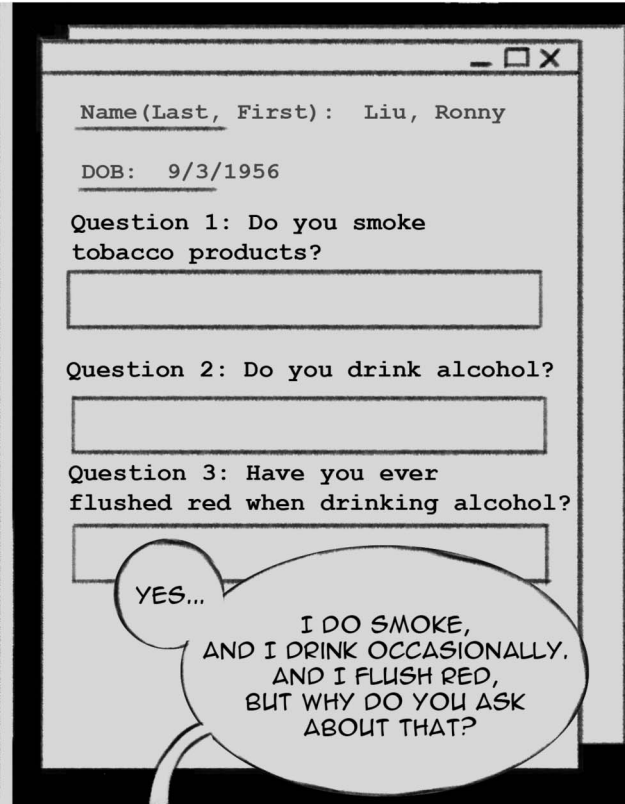 Name(Last, First): Liu, Ronny
DOB: 9/3/1956
Question 1: Do you smoke
tobacco products?
Question 2: Do you drink alcohol?
Question 3: Have you ever
flushed red when drinking alcohol?
YES...
I DO SMOKE,
AND I DRINK OCCASIONALLY.
AND I FLUSH RED,
BUT WHY DO YOU ASK
ABOUT THAT?